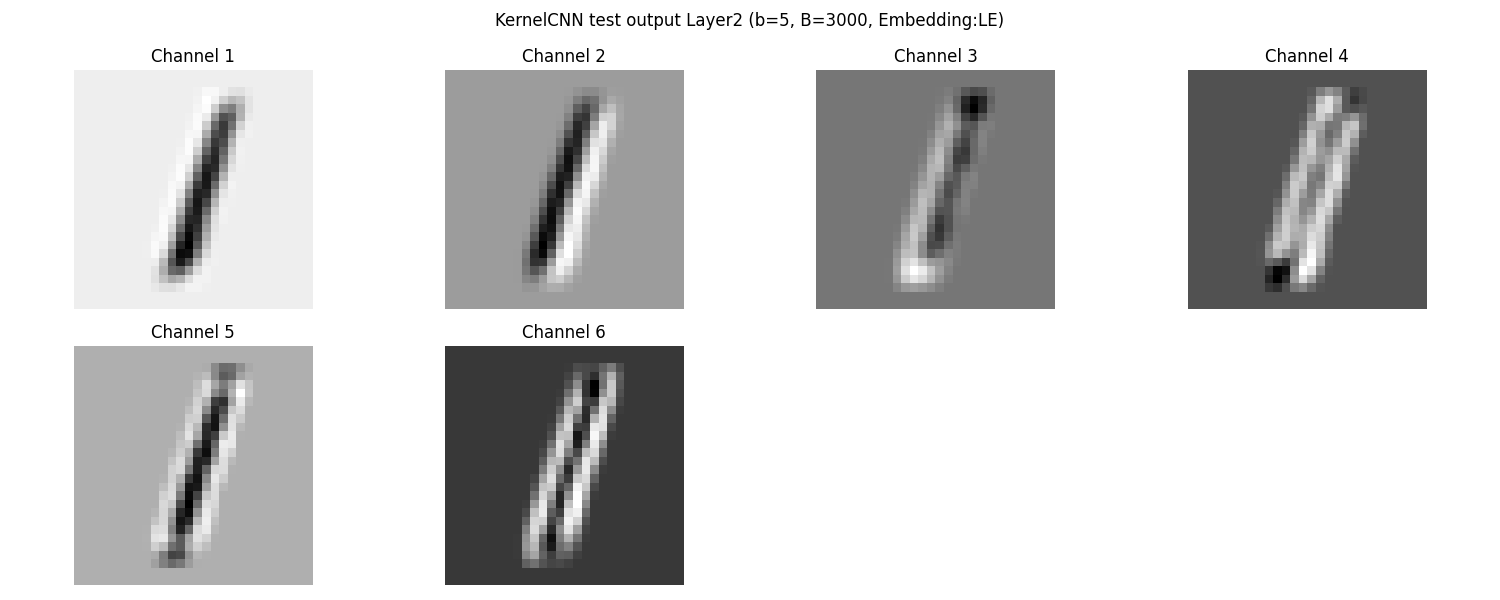 KernelCNN test output Layer2 (b=5, B=3000, Embedding:LE)
Channel 1
Channel 2
Channel 3
Channel 4
Channel 5
Channel 6